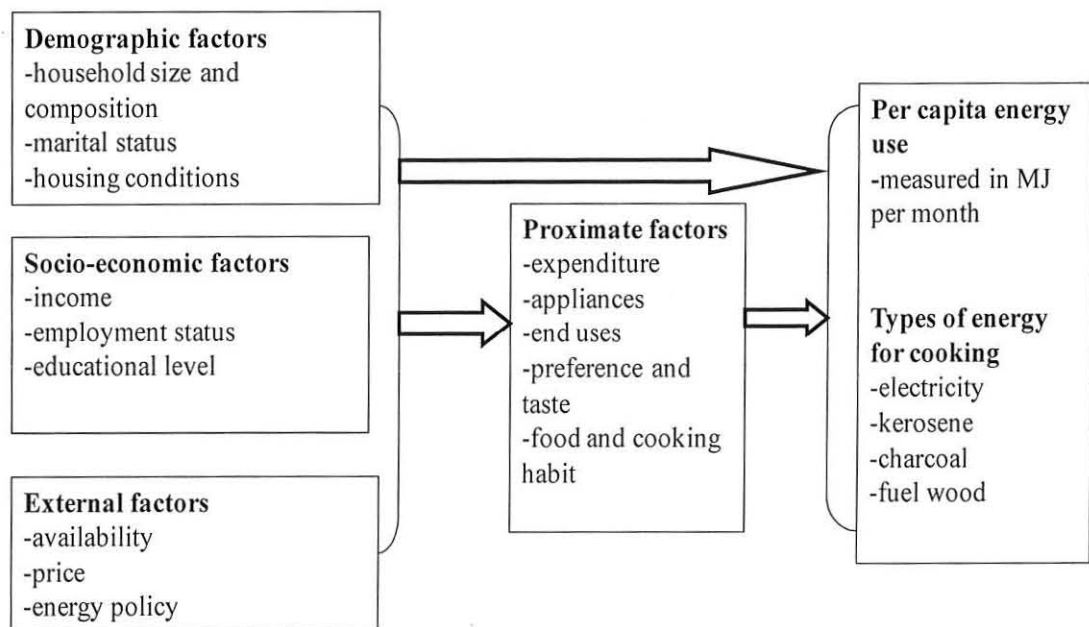 Demographic factors
-household size and
composition
-marital status
-housing conditions
Socio-economic factors
-income
-employment status
-educational level
External factors
-availability
-price
-energy policy
Proximate factors
-expenditure
-appliances
-end uses
-preference and
taste
-food and cooking
habit
Per capita energy
use
-measured in MJ
per month
Types of energy
for cooking
-electricity
-kerosene
-charcoal
-fuel wood